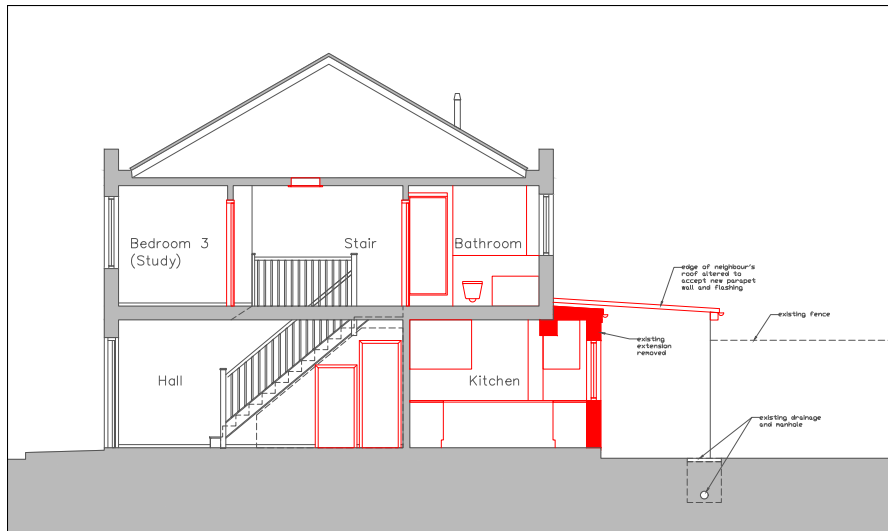 Bedroom 3
(Study)
Stair
Bathroom
edge of neighbour's
roof altered to
accept new parapet
wall and flashing
existing fence
existing
extension
removed
Hall
Kitchen
existing drainage
and manhole